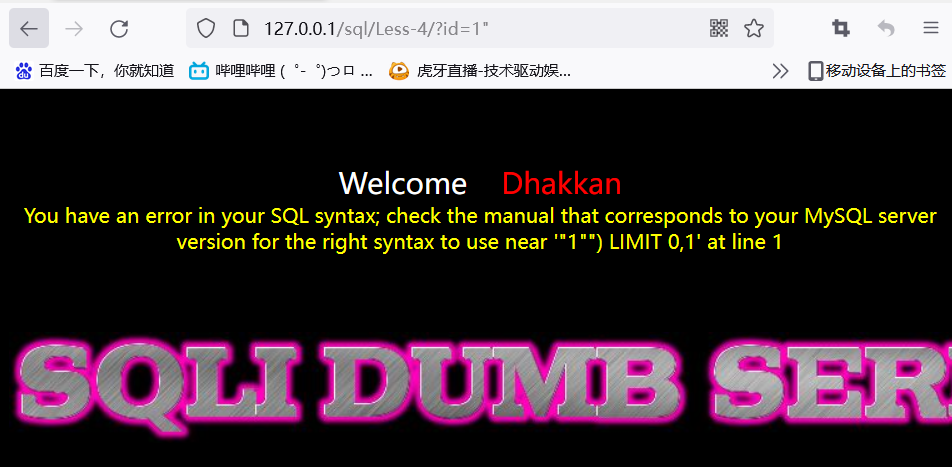 127.0.0.1/sql/Less-4/?id=1"
百度一下，你就知道 哔哩哔哩 ( ゜- ゜)つロ ... 虎牙直播-技术驱动娱... 移动设备上的书签
Welcome Dhakkan
You have an error in your SQL syntax; check the manual that corresponds to your MySQL server
version for the right syntax to use near '"1"") LIMIT 0,1' at line 1
SQLI DUMB SER